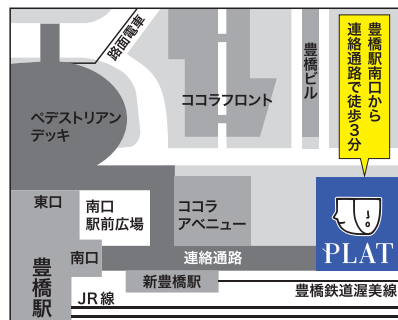 路面電車
豊橋駅南口から
連絡通路で徒歩3分
豊橋ビル
ココラフロント
ペデストリアン
デッキ
東口
南口
駅前広場
ココラ
アベニュー
PLAT
南口
連絡通路
豊橋駅
新豊橋駅
豊橋鉄道渥美線
JR線